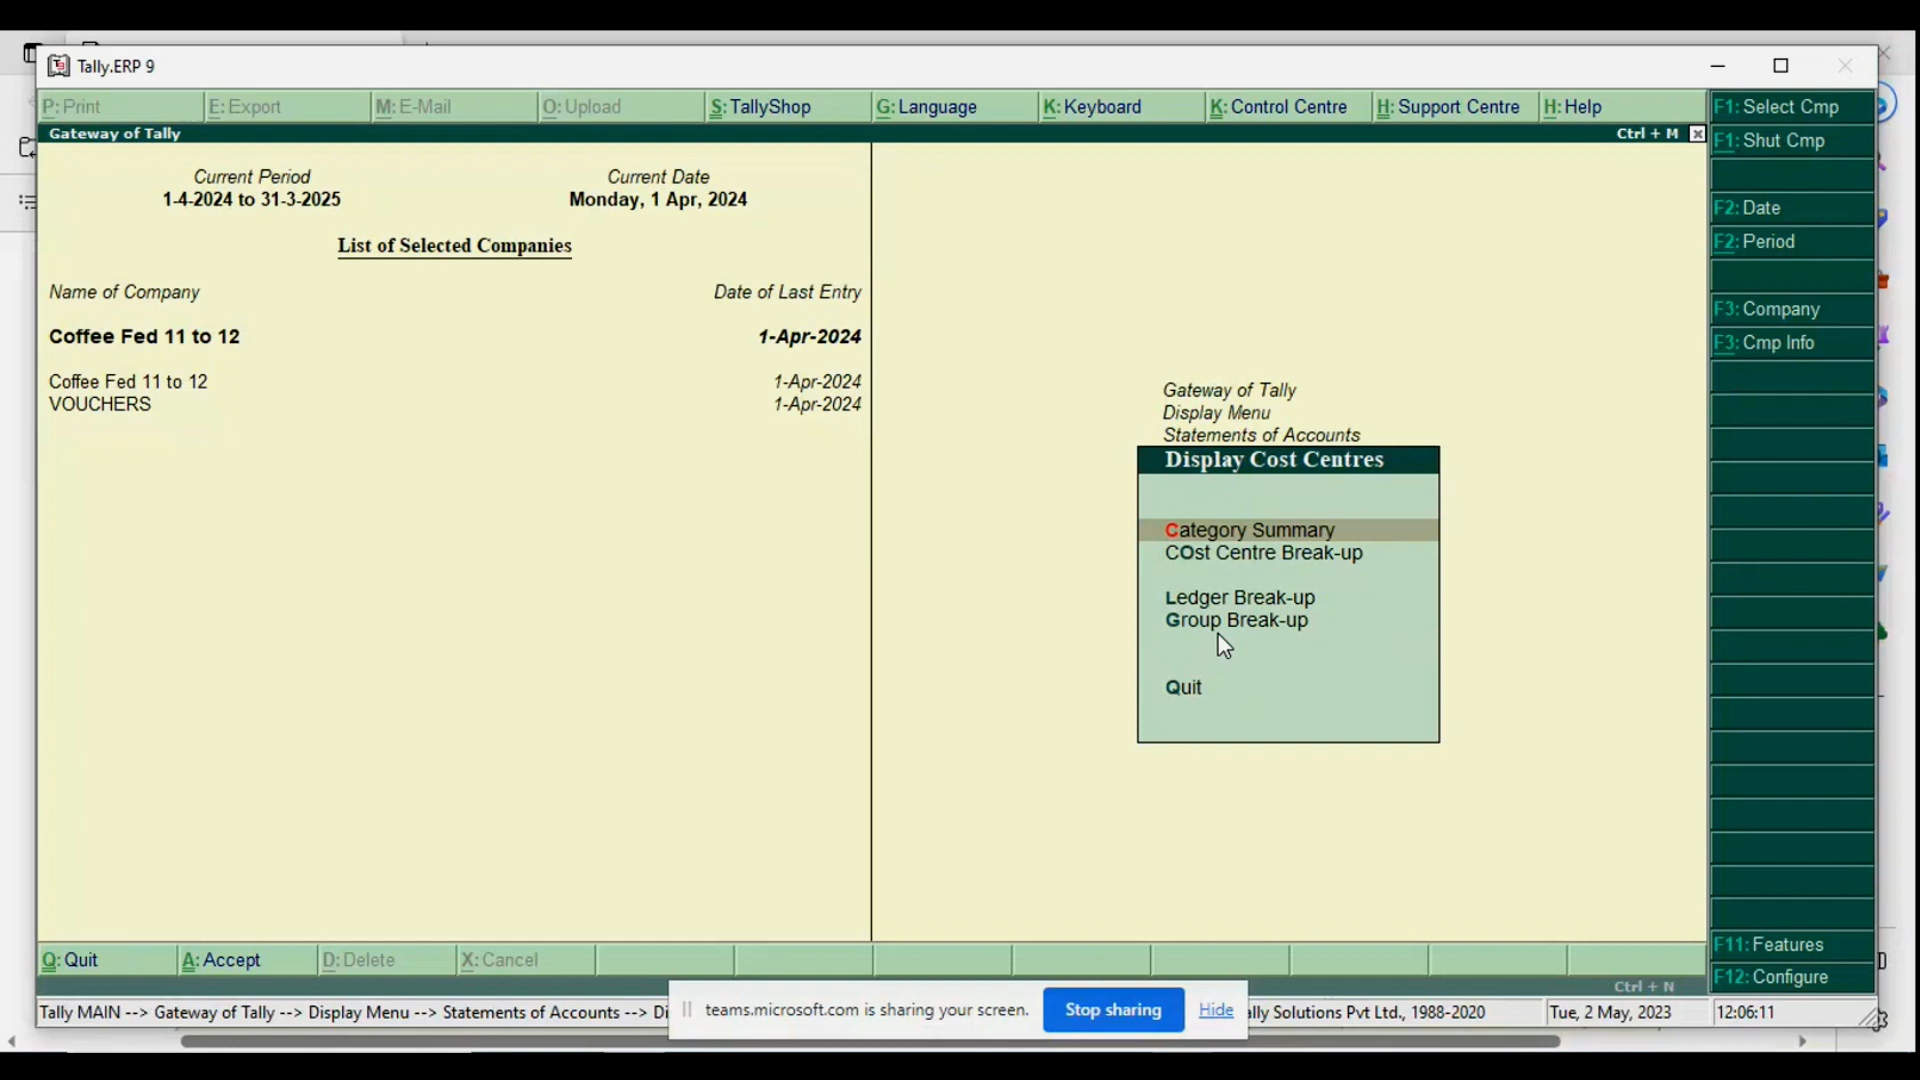 Tally.ERP 9
P: Print E: Export M: E-Mail O: Upload S: TallyShop G: Language K: Keyboard K: Control Centre H: Support Centre H: Help
F1: Select Cmp
Gateway of Tally Ctrl + M
F1: Shut Cmp
Current Period Current Date
1-4-2024 to 31-3-2025 Monday, 1 Apr, 2024
F2: Date
F2: Period
List of Selected Companies
Name of Company Date of Last Entry
F3: Company
Coffee Fed 11 to 12 1-Apr-2024
F3: Cmp Info
Coffee Fed 11 to 12 1-Apr-2024
VOUCHERS 1-Apr-2024
Gateway of Tally
Display Menu
Statements of Accounts
Display Cost Centres
Category Summary
COst Centre Break-up
Ledger Break-up
Group Break-up
Quit
F11: Features
Q: Quit A: Accept D: Delete X: Cancel
F12: Configure
Ctrl + N
Tally MAIN --> Gateway of Tally --> Display Menu --> Statements of Accounts --> Di
teams.microsoft.com is sharing your screen. Stop sharing Hide
ally Solutions Pvt Ltd., 1988-2020 Tue, 2 May, 2023 12:06:11